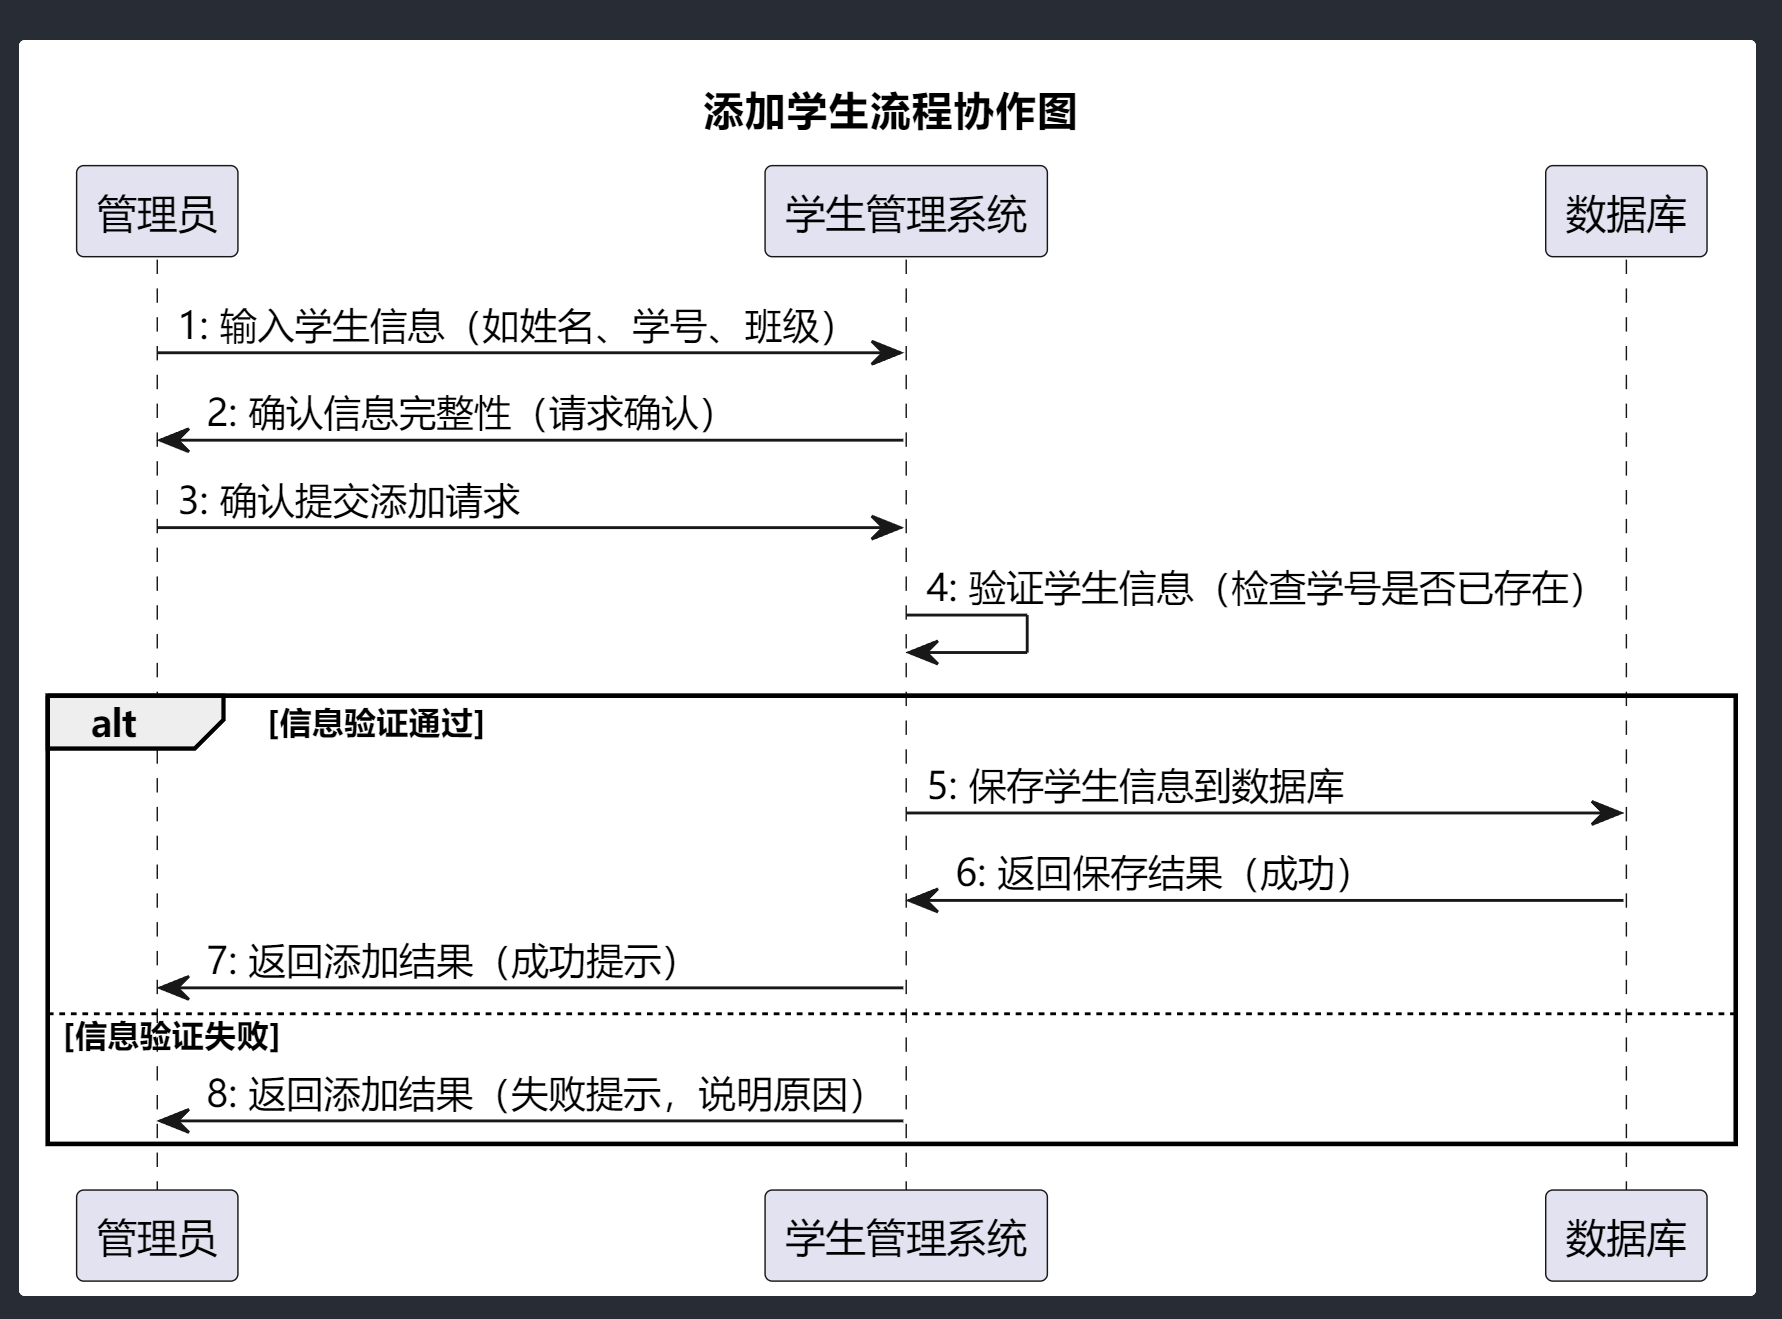 添加学生流程协作图
管理员
学生管理系统
数据库
1: 输入学生信息（如姓名、学号、班级）
2: 确认信息完整性（请求确认）
3: 确认提交添加请求
4: 验证学生信息（检查学号是否已存在）
alt [信息验证通过]
5: 保存学生信息到数据库
6: 返回保存结果（成功）
7: 返回添加结果（成功提示）
[信息验证失败]
8: 返回添加结果（失败提示，说明原因）
管理员
学生管理系统
数据库